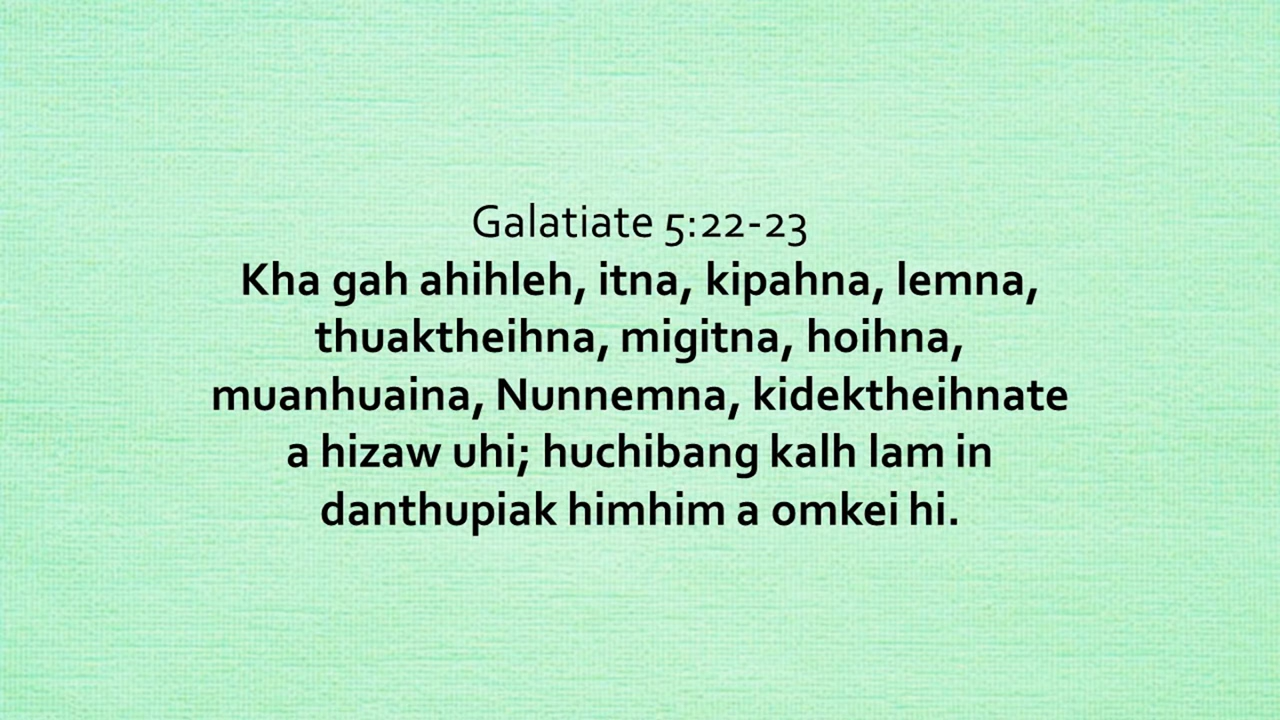 Galatiate 5:22-23
Kha gah ahihleh, itna, kipahna, lemna,
thuaktheihna, migitna, hoihna,
muanhuaina, Nunnemna, kidektheihnate
a hizaw uhi; huchibang kalh lam in
danthupiak himhim a omkei hi.